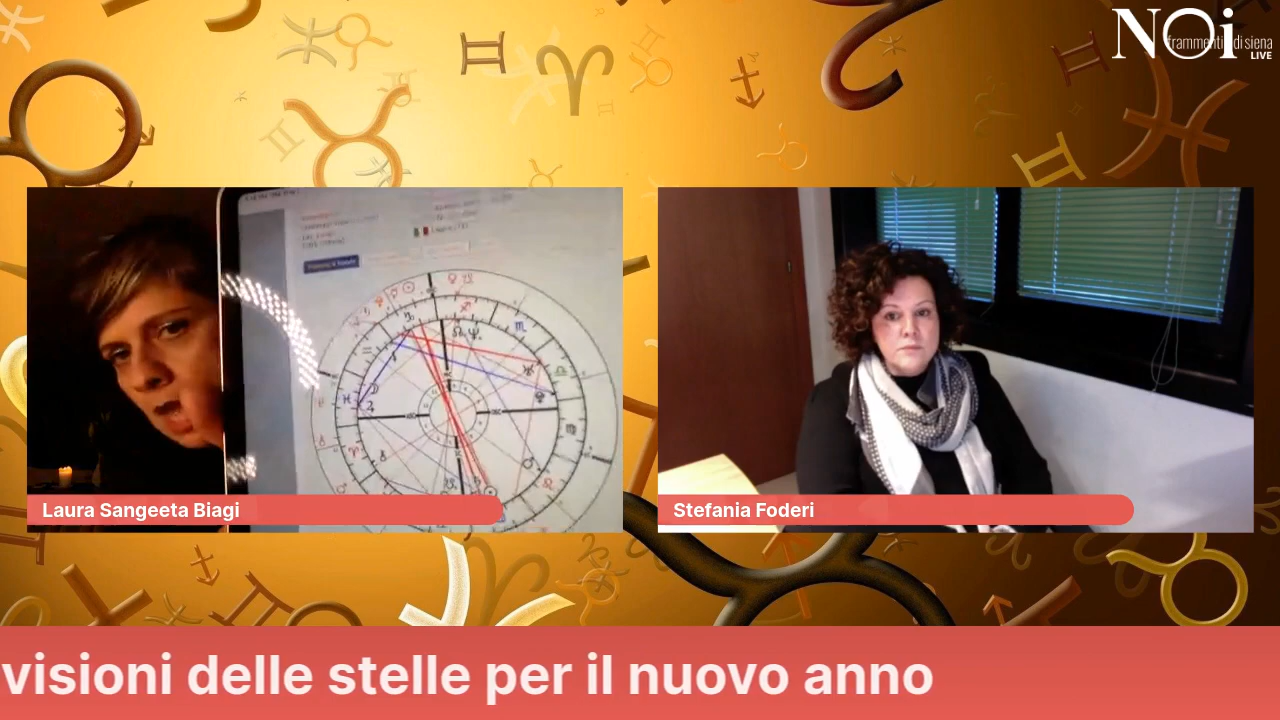 NOi
frammenti di siena
LIVE
Laura Sangeeta Biagi
Stefania Foderi
visioni delle stelle per il nuovo anno